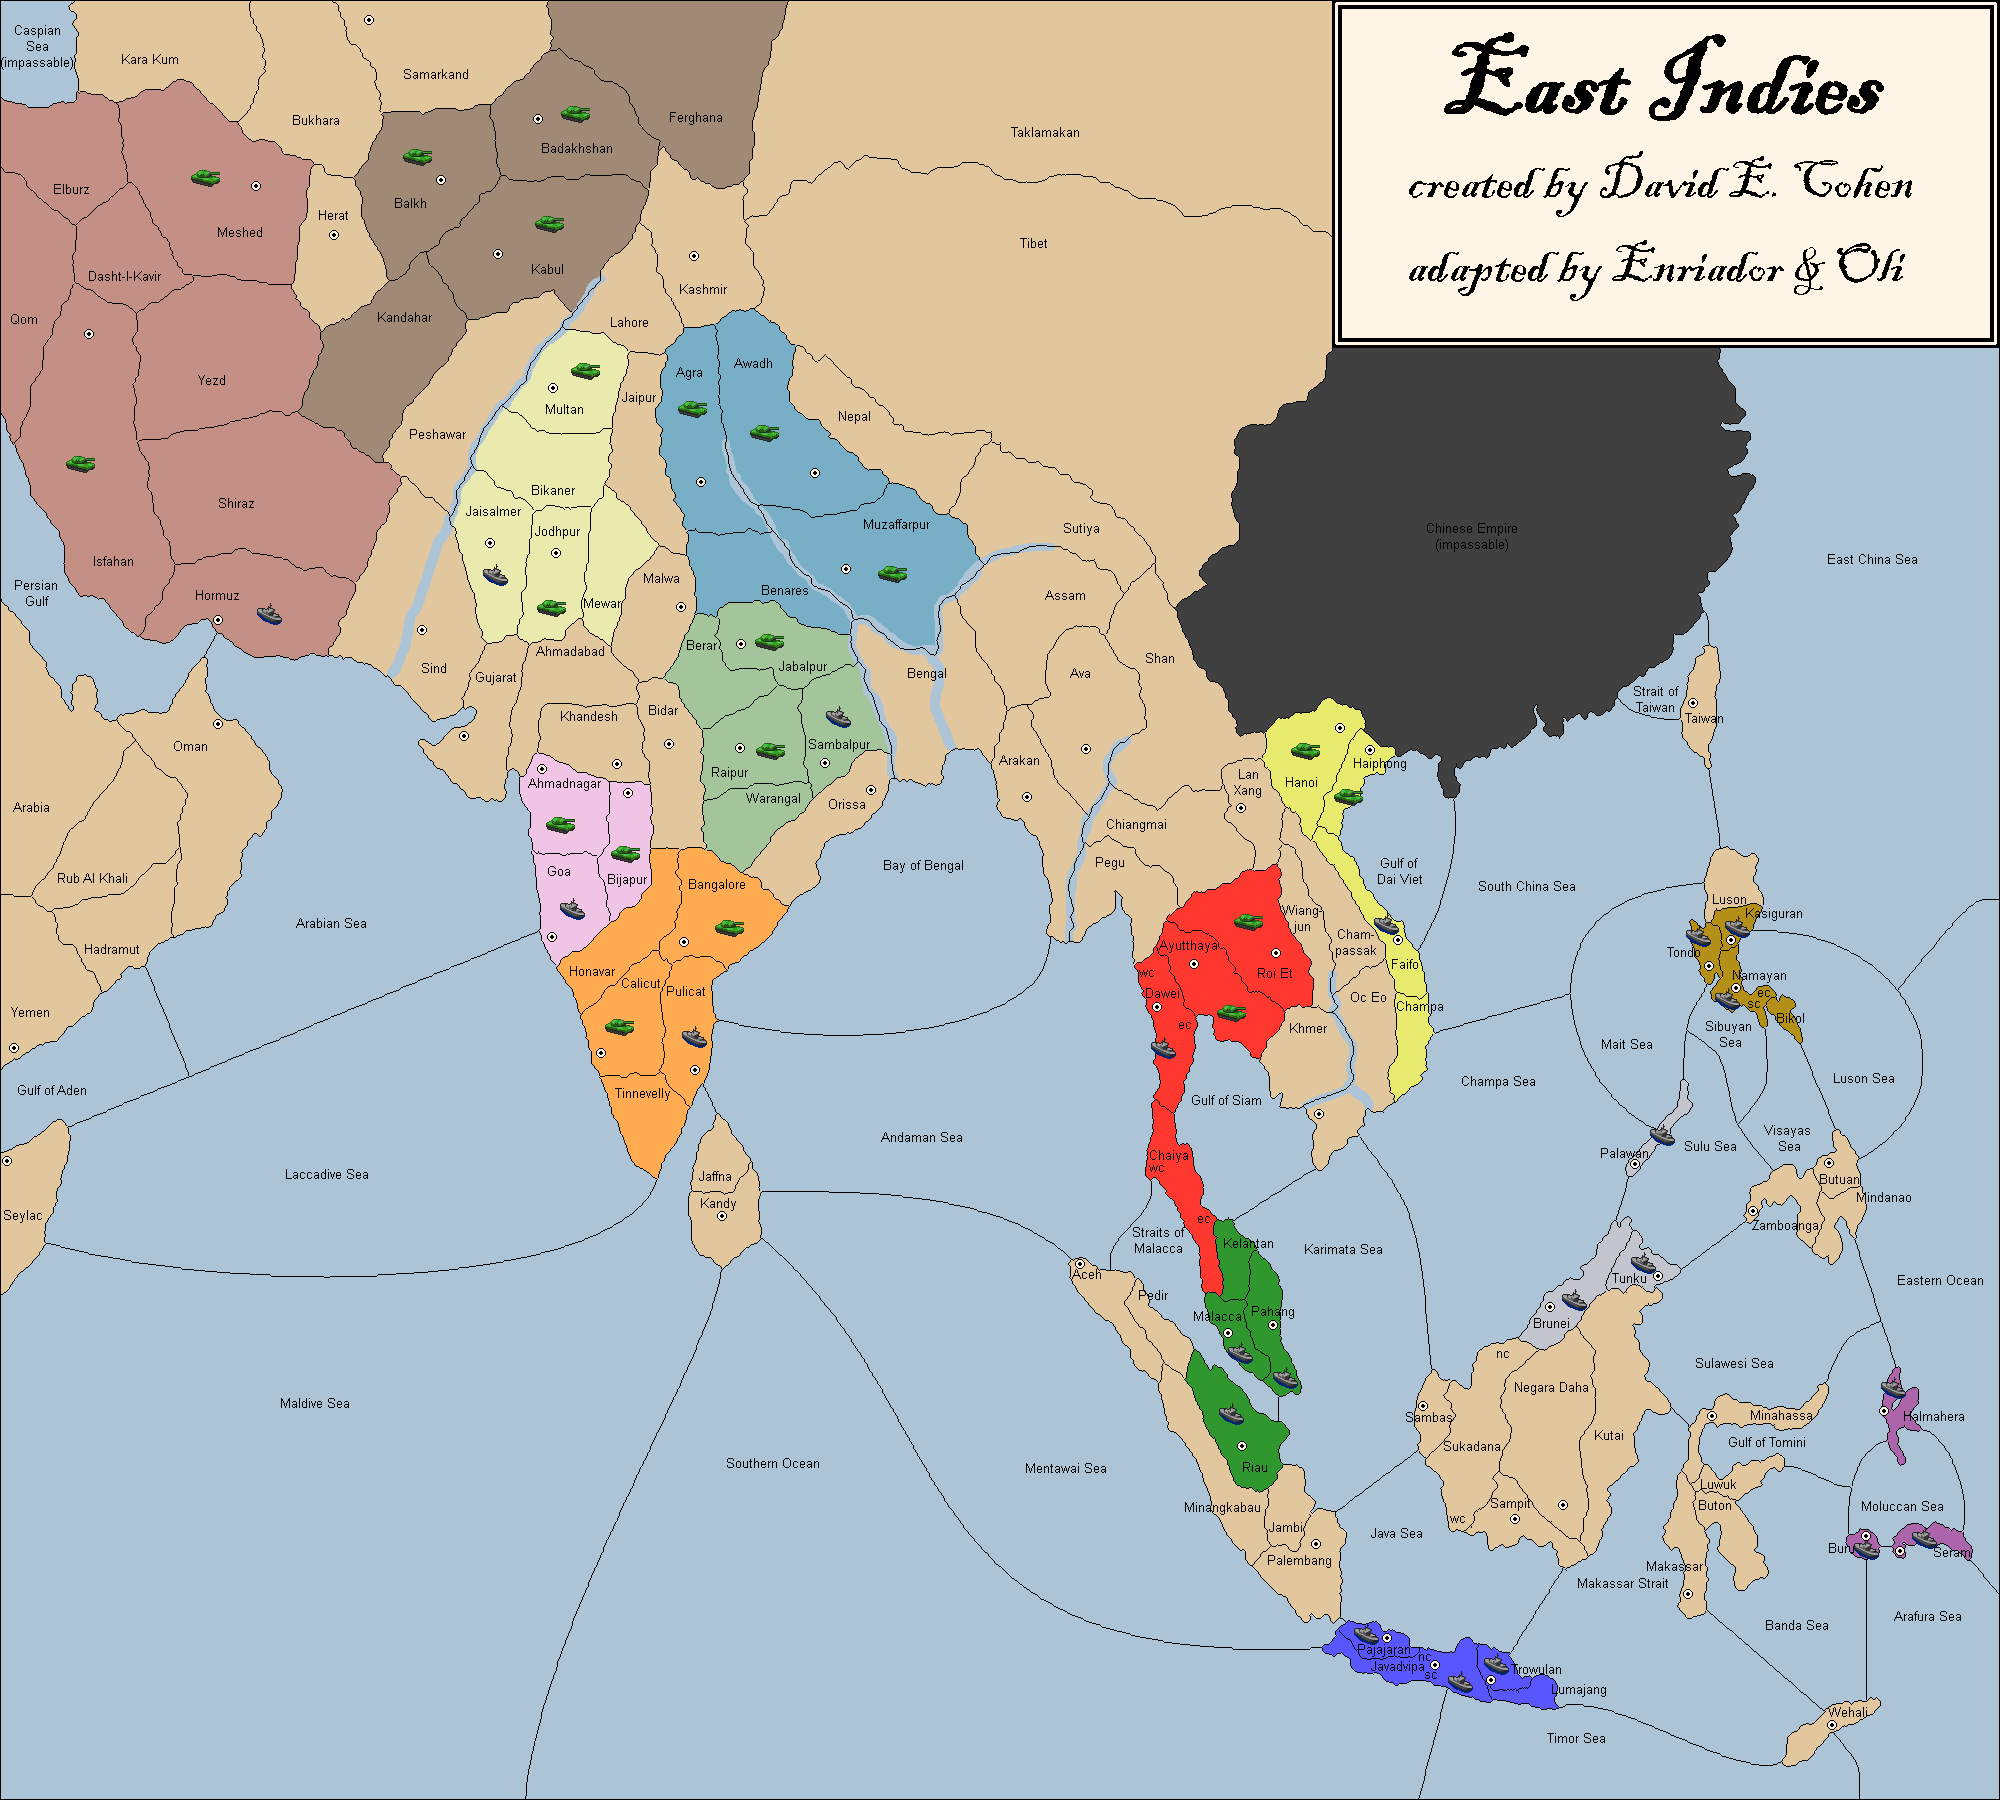 East Indies
created by David E. Cohen
adapted by Enriador & Oli
Caspian
Sea
(impassable)
Kara Kum
Samarkand
Bukhara
Ferghana
Taklamakan
Badakhshan
Elburz
Balkh
Herat
Meshed
Tibet
Dasht-I-Kavir
Kabul
Kashmir
Qom
Kandahar
Lahore
Yezd
Awadh
Agra
Jaipur
Multan
Nepal
Peshawar
Bikaner
Shiraz
Jaisalmer
Jodhpur
Muzaffarpur
Sutiya
Chinese Empire
(impassable)
East China Sea
Isfahan
Persian
Gulf
Hormuz
Malwa
Mewar
Benares
Assam
Ahmadabad
Berar
Jabalpur
Sind
Gujarat
Bengal
Ava
Shan
Strait of
Taiwan
Taiwan
Khandesh
Bidar
Oman
Sambalpur
Raipur
Arakan
Lan
Xang
Hanoi
Haiphong
Ahmadnagar
Warangal
Orissa
Arabia
Chiangmai
Pegu
Bay of Bengal
Gulf of
Dai Viet
South China Sea
Rub Al Khali
Goa
Bijapur
Bangalore
Luson
Kasiguran
Wiang-
jun
Arabian Sea
Hadramut
Ayutthaya
Cham-
passak
Tondo
Faifo
Honavar
wc
Roi Et
Namayan
Calicut
Pulicat
Dawei
Oc Eo
ec
sc
Champa
Yemen
ec
Khmer
Bikol
Sibuyan
Sea
Mait Sea
Gulf of Aden
Tinnevelly
Gulf of Siam
Champa Sea
Luson Sea
Andaman Sea
Visayas
Sea
Sulu Sea
Palawan
Chaiya
wc
Laccadive Sea
Jaffna
Kandy
Butuan
Mindanao
Seylac
ec
Zamboanga
Straits of
Malacca
Kelantan
Karimata Sea
Aceh
Tunku
Eastern Ocean
Pedir
Malacca
Pahang
Brunei
nc
Sulawesi Sea
Maldive Sea
Negara Daha
Sambas
Minahassa
Halmahera
Sukadana
Kutai
Gulf of Tomini
Southern Ocean
Mentawai Sea
Riau
Luwuk
Minangkabau
Sampit
Buton
Moluccan Sea
wc
Jambi
Java Sea
Palembang
Buru
Seram
Makassar
Makassar Strait
Banda Sea
Arafura Sea
Pajajaran
nc
Javadvipa
sc
Trowulan
Lumajang
Wehali
Timor Sea